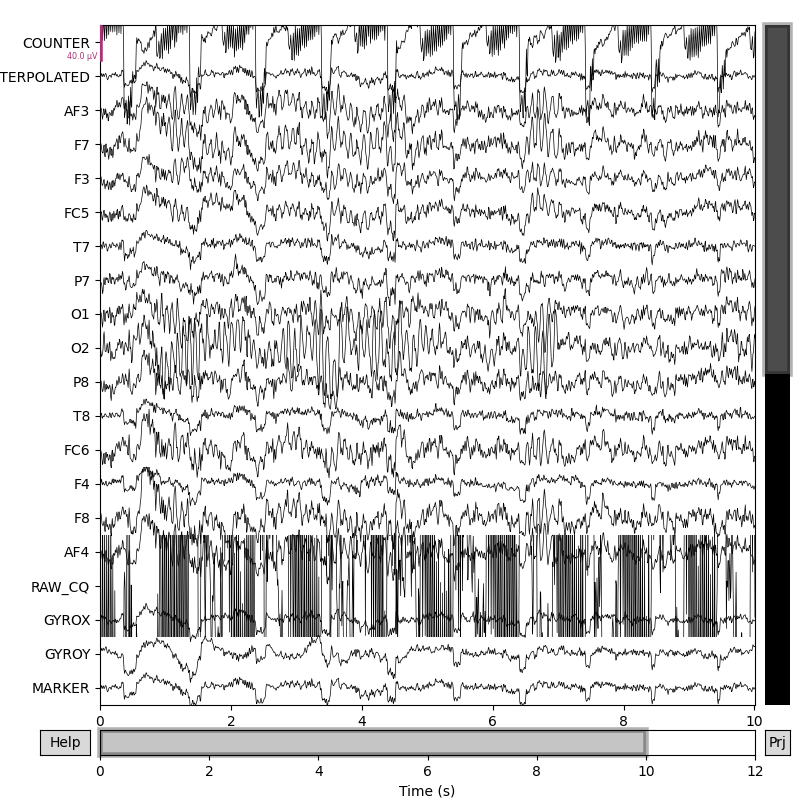 COUNTER
40.0 µV
TERPOLATED
AF3
F7
F3
FC5
T7
P7
O1
O2
P8
T8
FC6
F4
F8
AF4
RAW_CQ
GYROX
GYROY
MARKER
0 2 4 6 8 10
Help Prj
0 2 4 6 8 10 12
Time (s)